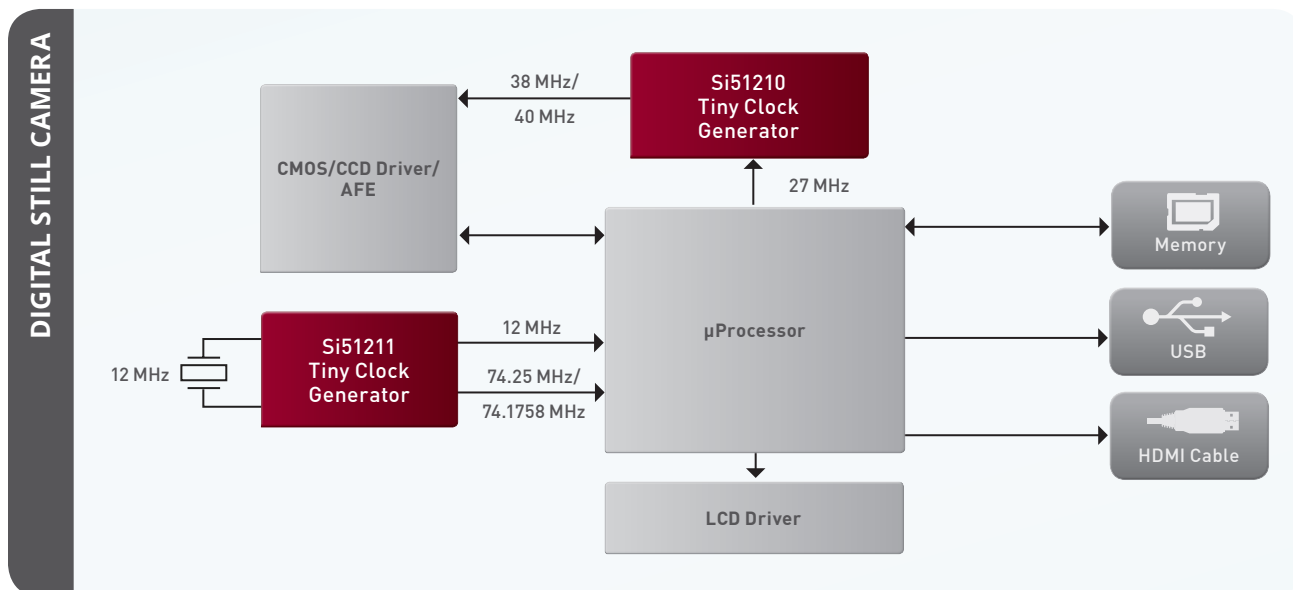 DIGITAL STILL CAMERA
38 MHz/
40 MHz
Si51210
Tiny Clock
Generator
CMOS/CCD Driver/
AFE
27 MHz
Memory
12 MHz
Si51211
Tiny Clock
Generator
12 MHz
74.25 MHz/
74.1758 MHz
µProcessor
USB
HDMI Cable
LCD Driver